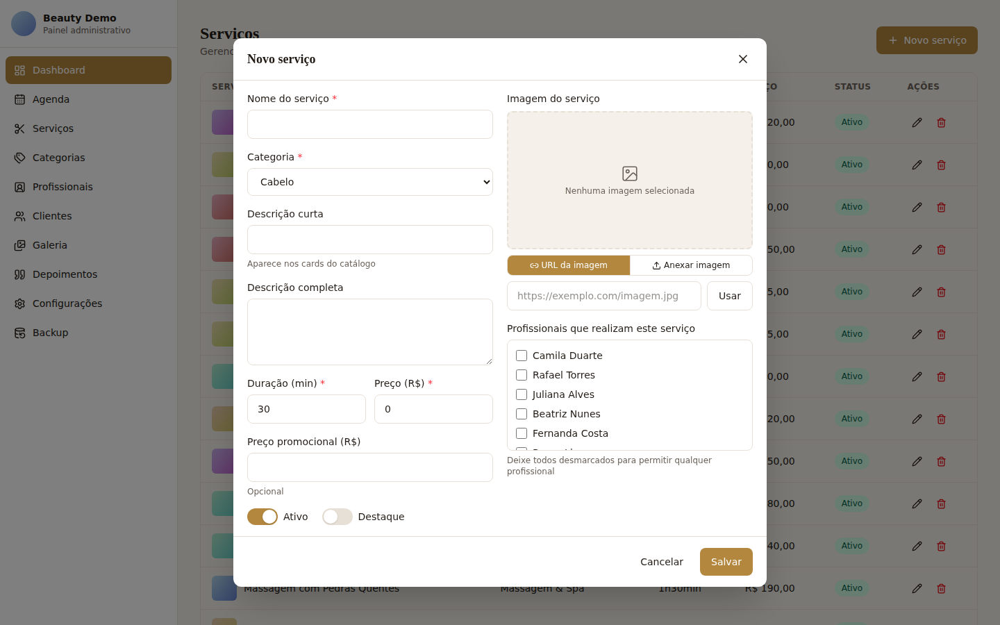 Beauty Demo
Painel administrativo
Dashboard
Agenda
Serviços
Categorias
Profissionais
Clientes
Galeria
Depoimentos
Configurações
Backup
Serviços
Novo serviço
STATUS
AÇÕES
20,00
Ativo
0,00
Ativo
0,00
Ativo
50,00
Ativo
5,00
Ativo
5,00
Ativo
0,00
Ativo
20,00
Ativo
50,00
Ativo
80,00
Ativo
40,00
Ativo
Massagem com Pedras Quentes
Massagem & Spa
1h30min
R$ 190,00
Ativo
Novo serviço
Nome do serviço *
Categoria *
Cabelo
Descrição curta
Aparece nos cards do catálogo
Descrição completa
Duração (min) *
Preço (R$) *
30
0
Preço promocional (R$)
Opcional
Ativo
Destaque
Imagem do serviço
Nenhuma imagem selecionada
URL da imagem
Anexar imagem
https://exemplo.com/imagem.jpg
Usar
Profissionais que realizam este serviço
Camila Duarte
Rafael Torres
Juliana Alves
Beatriz Nunes
Fernanda Costa
Deixe todos desmarcados para permitir qualquer
profissional
Cancelar
Salvar